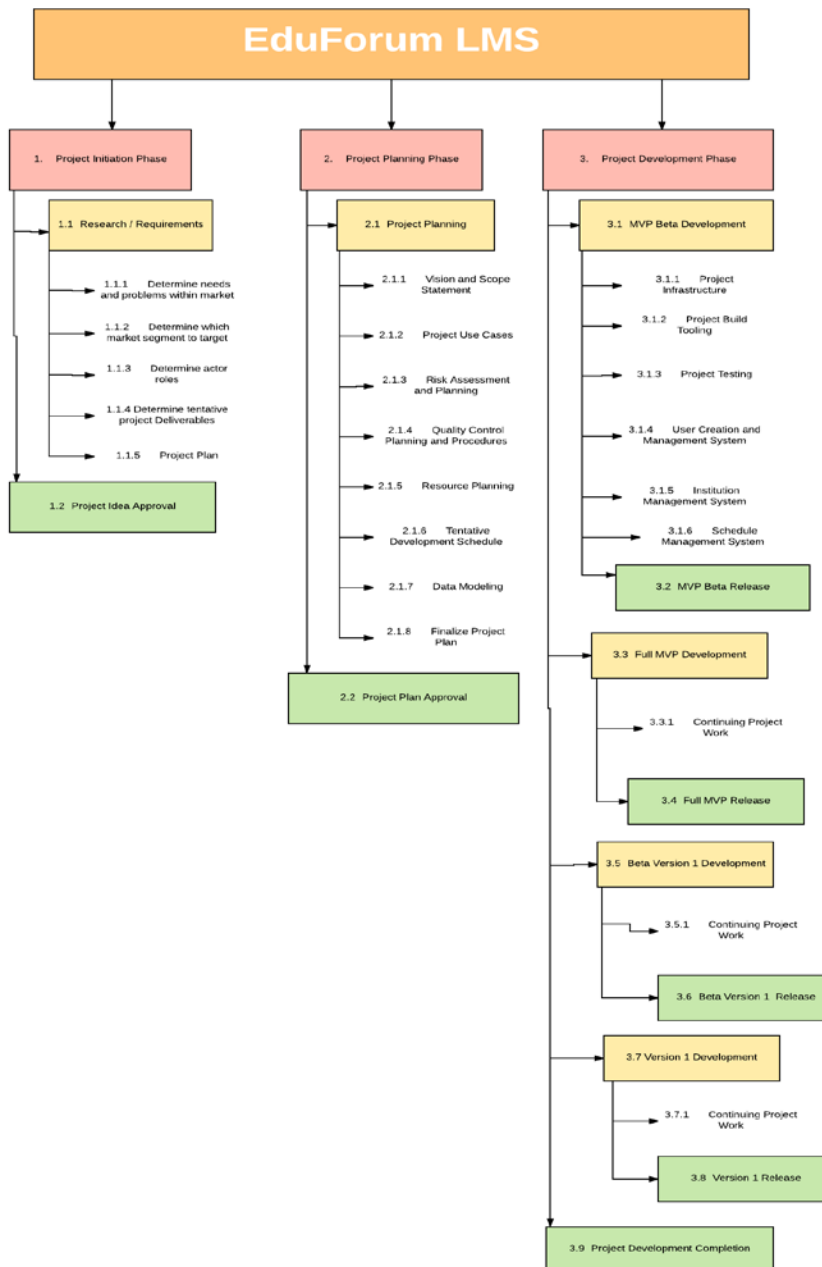 EduForum LMS
1. Project Initiation Phase
1.1 Research / Requirements
1.1.1 Determine needs
and problems within market
1.1.2 Determine which
market segment to target
1.1.3 Determine actor
roles
1.1.4 Determine tentative
project Deliverables
1.1.5 Project Plan
1.2 Project Idea Approval
2. Project Planning Phase
2.1 Project Planning
2.1.1 Vision and Scope
Statement
2.1.2 Project Use Cases
2.1.3 Risk Assessment
and Planning
2.1.4 Quality Control
Planning and Procedures
2.1.5 Resource Planning
2.1.6 Tentative
Development Schedule
2.1.7 Data Modeling
2.1.8 Finalize Project
Plan
2.2 Project Plan Approval
3. Project Development Phase
3.1 MVP Beta Development
3.1.1 Project
Infrastructure
3.1.2 Project Build
Tooling
3.1.3 Project Testing
3.1.4 User Creation and
Management System
3.1.5 Institution
Management System
3.1.6 Schedule
Management System
3.2 MVP Beta Release
3.3 Full MVP Development
3.3.1 Continuing Project
Work
3.4 Full MVP Release
3.5 Beta Version 1 Development
3.5.1 Continuing Project
Work
3.6 Beta Version 1 Release
3.7 Version 1 Development
3.7.1 Continuing Project
Work
3.8 Version 1 Release
3.9 Project Development Completion